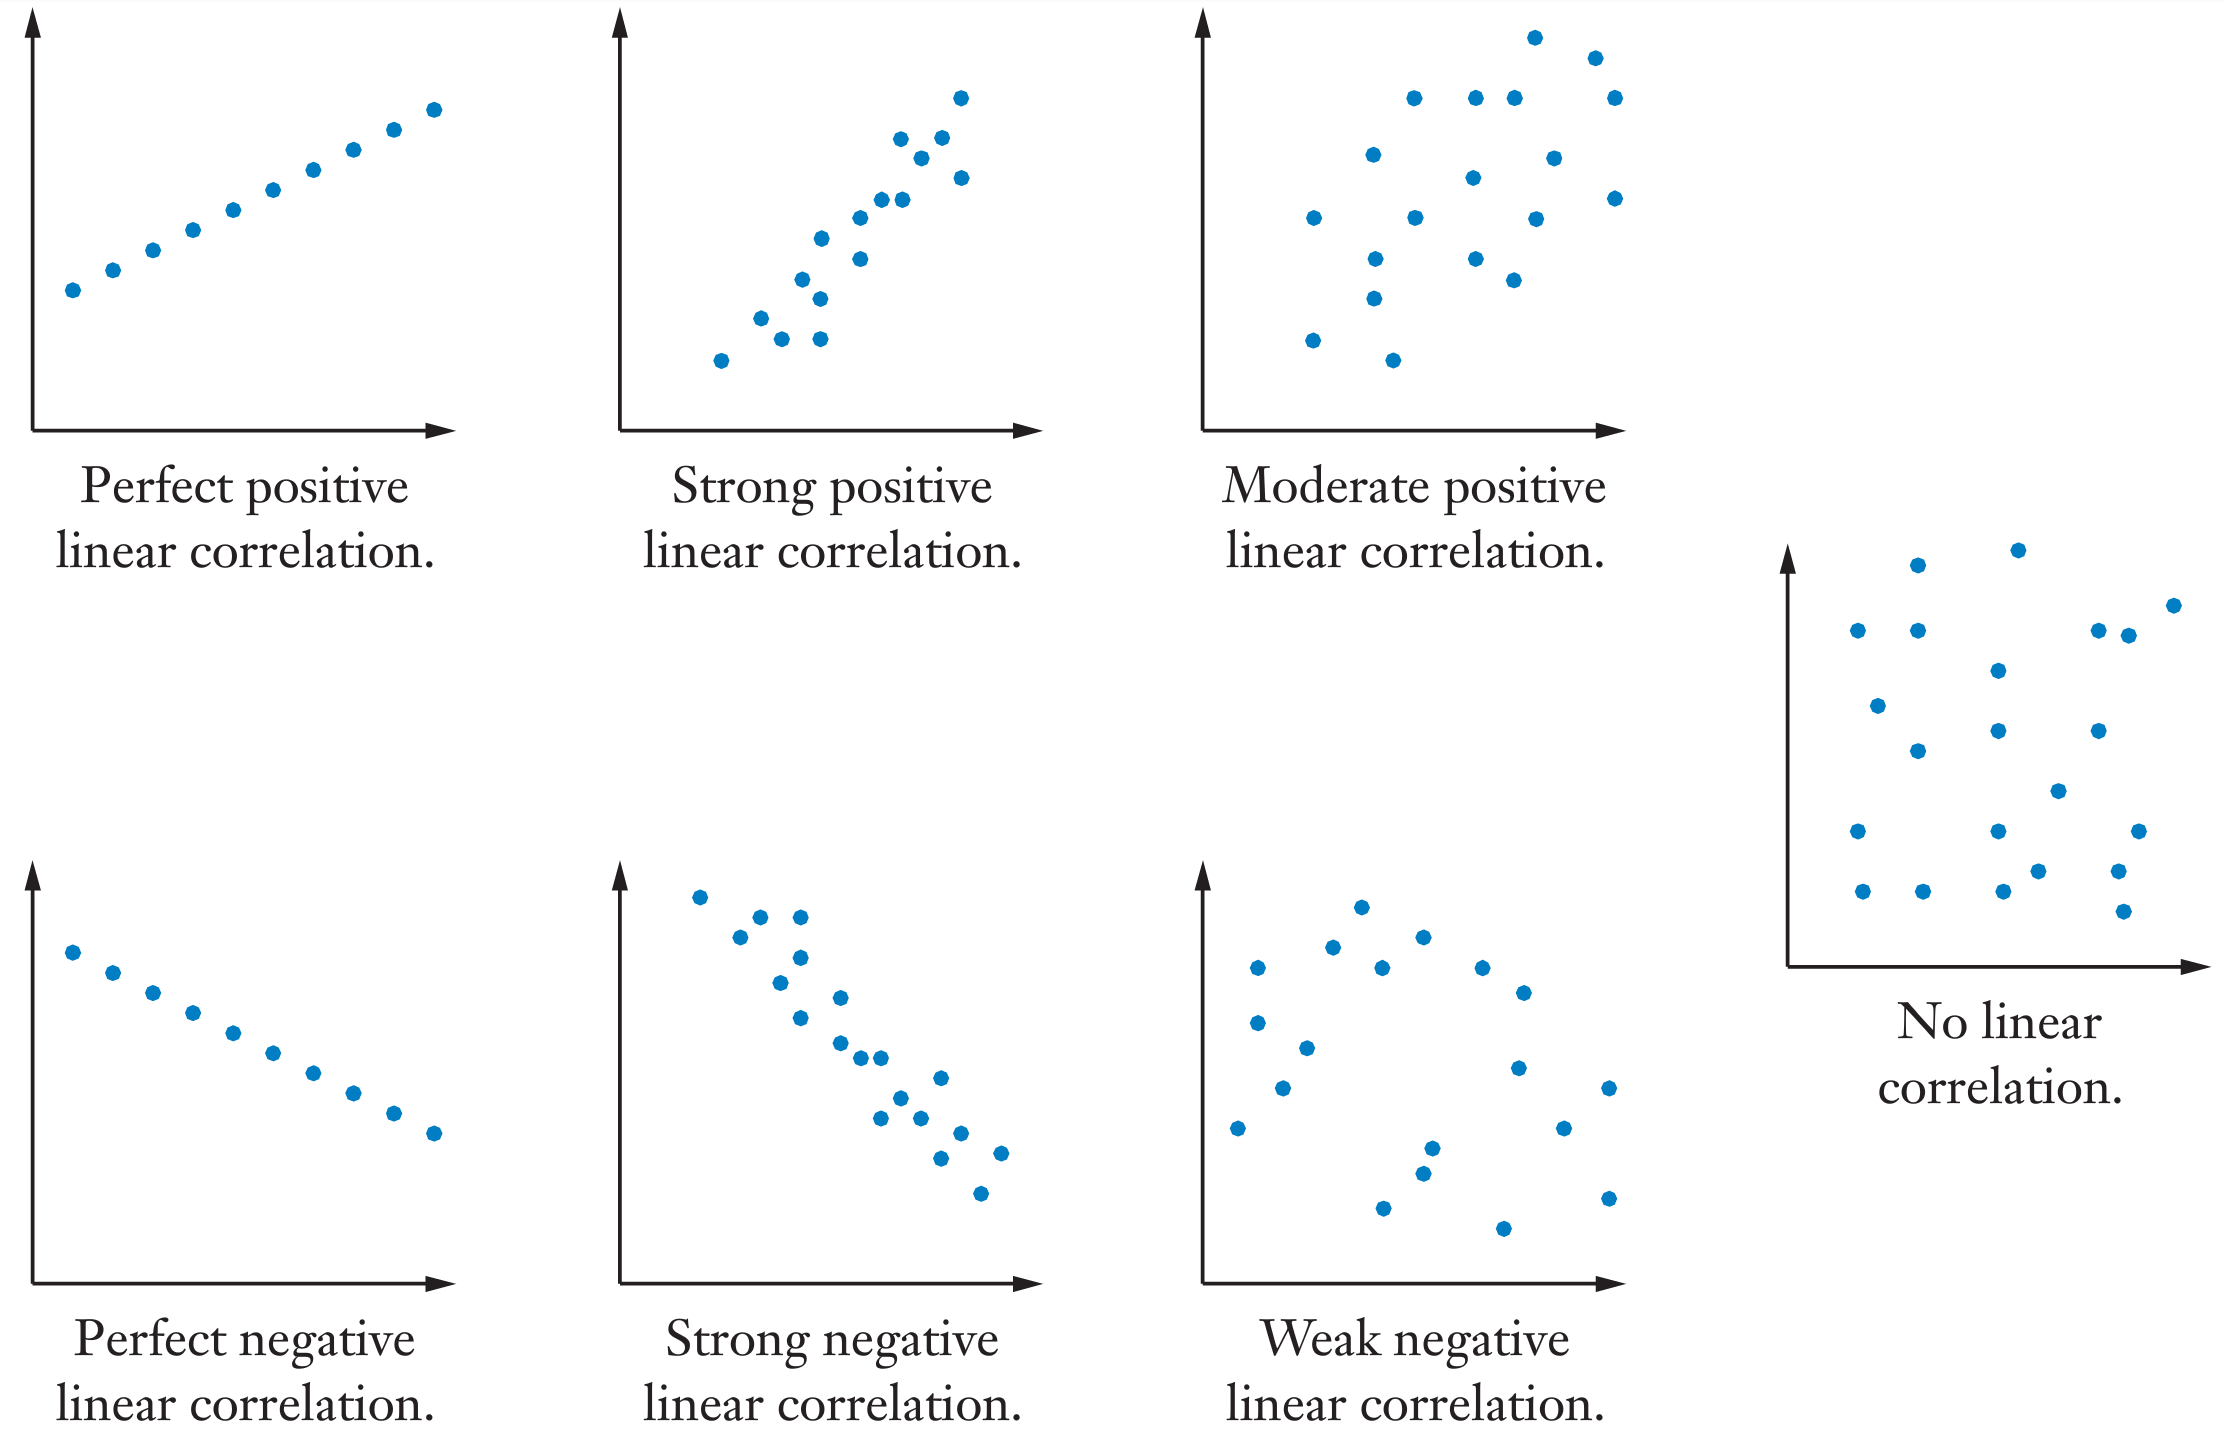 Perfect positive
linear correlation.
Strong positive
linear correlation.
Moderate positive
linear correlation.
No linear
correlation.
Perfect negative
linear correlation.
Strong negative
linear correlation.
Weak negative
linear correlation.